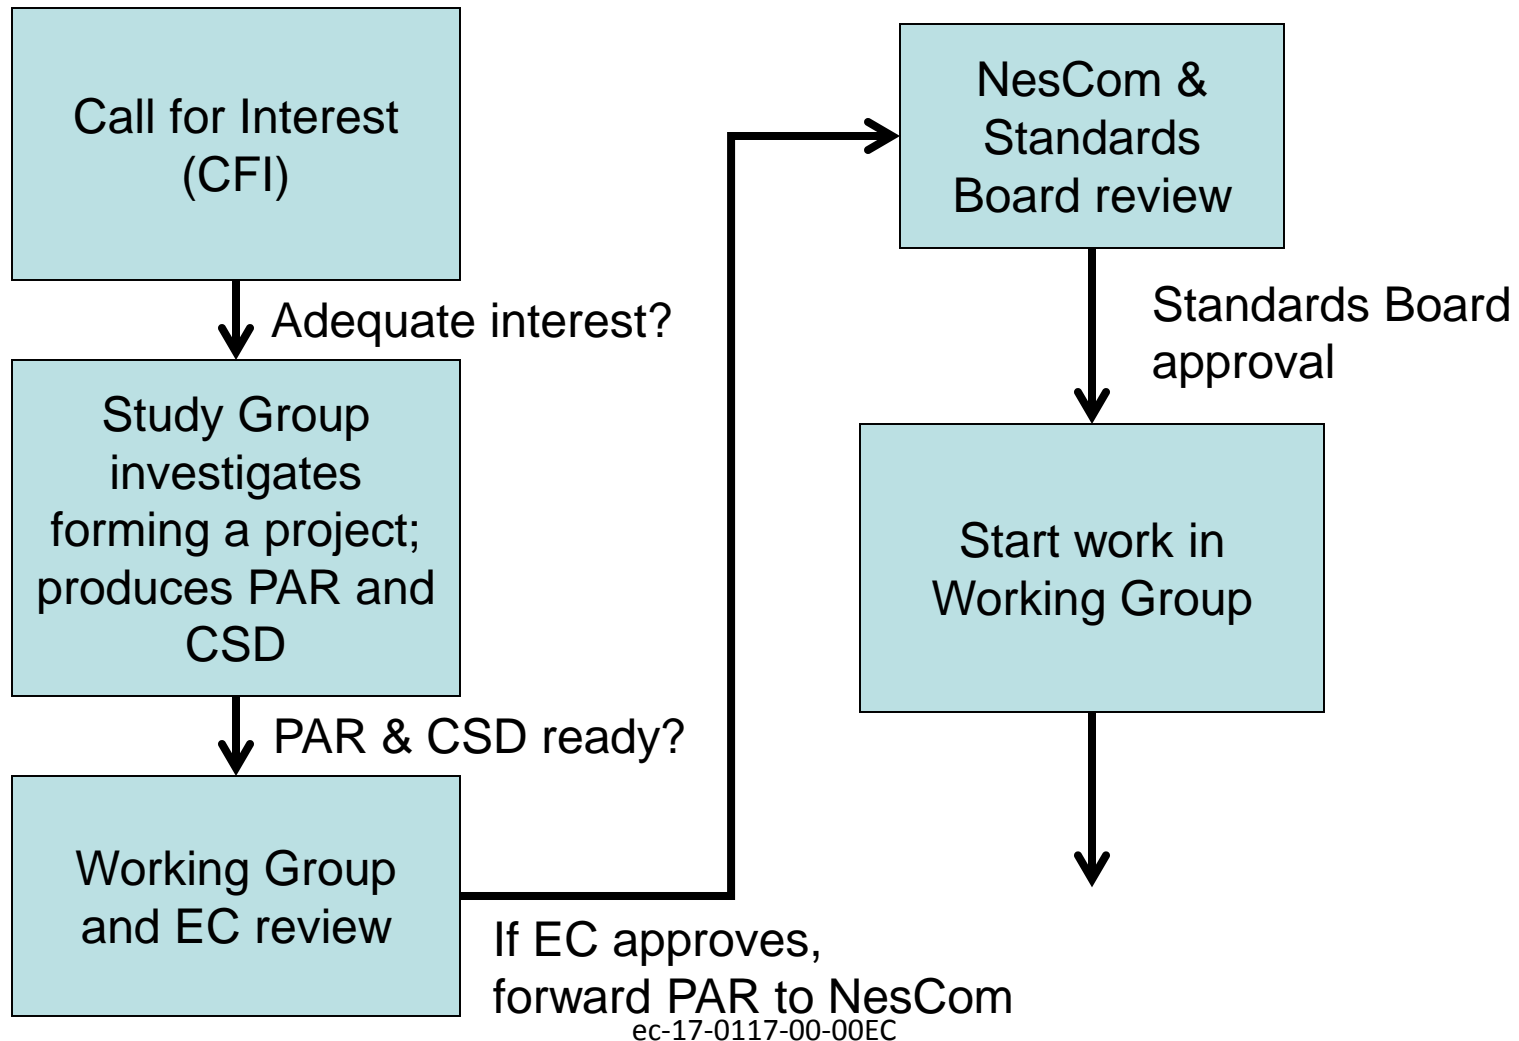 Call for Interest
(CFI)
Adequate interest?
Study Group
investigates
forming a project;
produces PAR and
CSD
PAR & CSD ready?
Working Group
and EC review
If EC approves,
forward PAR to NesCom
NesCom &
Standards
Board review
Standards Board
approval
Start work in
Working Group
ec-17-0117-00-00EC